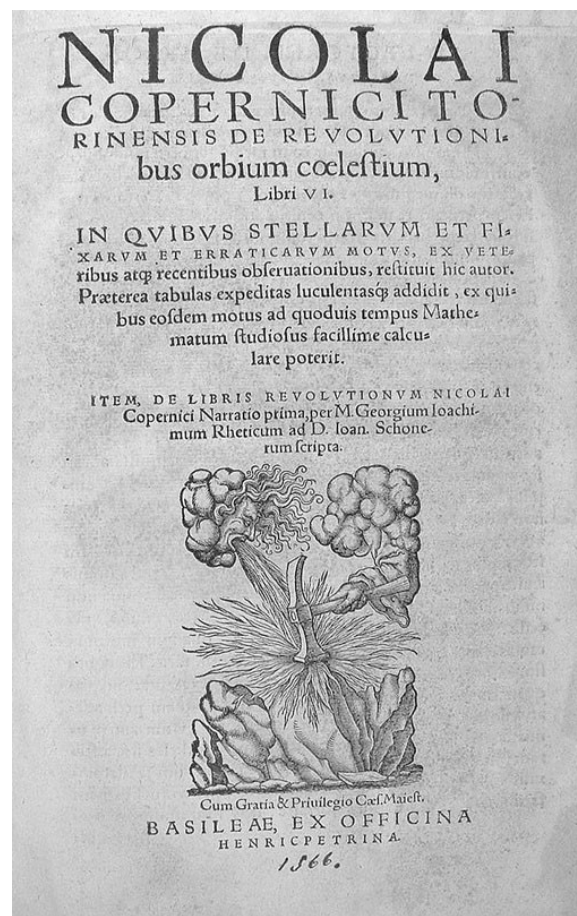 NICOLAI
COPERNICI TO-
RINENSIS DE REVOLVTIONI-
bus orbium cœleſtium,
Libri VI.
IN QVIBVS STELLARVM ET FI-
XARVM ET ERRATICARVM MOTVS, EX VETE-
ribus atq; recentibus obſeruationibus, reſtituit hic autor.
Præterea tabulas expeditas luculentasq; addidit, ex qui-
bus eoſdem motus ad quoduis tempus Mathe-
matum ſtudioſus facillime calcu-
lare poterit.
ITEM, DE LIBRIS REVOLVTIONVM NICOLAI
Copernici Narratio prima, per M. Georgium Ioachi-
mum Rheticum ad D. Ioan. Schone-
rum ſcripta.
Cum Gratia & Priuilegio Cæſ. Maieſt.
BASILEAE, EX OFFICINA
HENRICPETRINA.
1566.